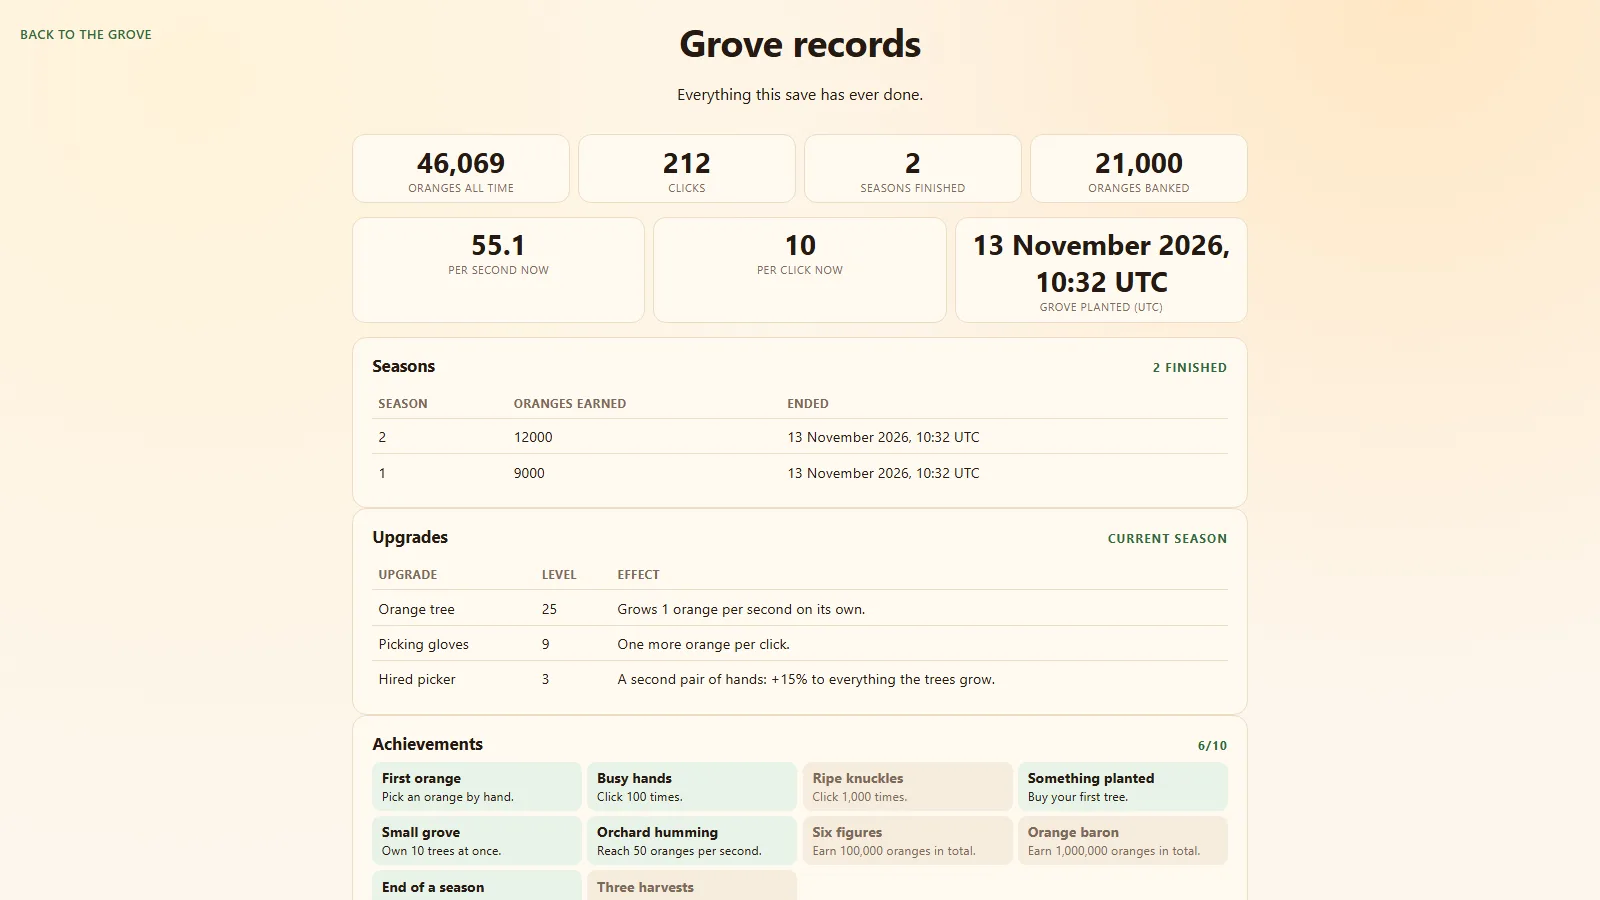 BACK TO THE GROVE
Grove records
Everything this save has ever done.
46,069
ORANGES ALL TIME
212
CLICKS
2
SEASONS FINISHED
21,000
ORANGES BANKED
55.1
PER SECOND NOW
10
PER CLICK NOW
13 November 2026,
10:32 UTC
GROVE PLANTED (UTC)
Seasons
2 FINISHED
SEASON ORANGES EARNED ENDED
2 12000 13 November 2026, 10:32 UTC
1 9000 13 November 2026, 10:32 UTC
Upgrades
CURRENT SEASON
UPGRADE LEVEL EFFECT
Orange tree 25 Grows 1 orange per second on its own.
Picking gloves 9 One more orange per click.
Hired picker 3 A second pair of hands: +15% to everything the trees grow.
Achievements
6/10
First orange
Pick an orange by hand.
Busy hands
Click 100 times.
Ripe knuckles
Click 1,000 times.
Something planted
Buy your first tree.
Small grove
Own 10 trees at once.
Orchard humming
Reach 50 oranges per second.
Six figures
Earn 100,000 oranges in total.
Orange baron
Earn 1,000,000 oranges in total.
End of a season
Three harvests